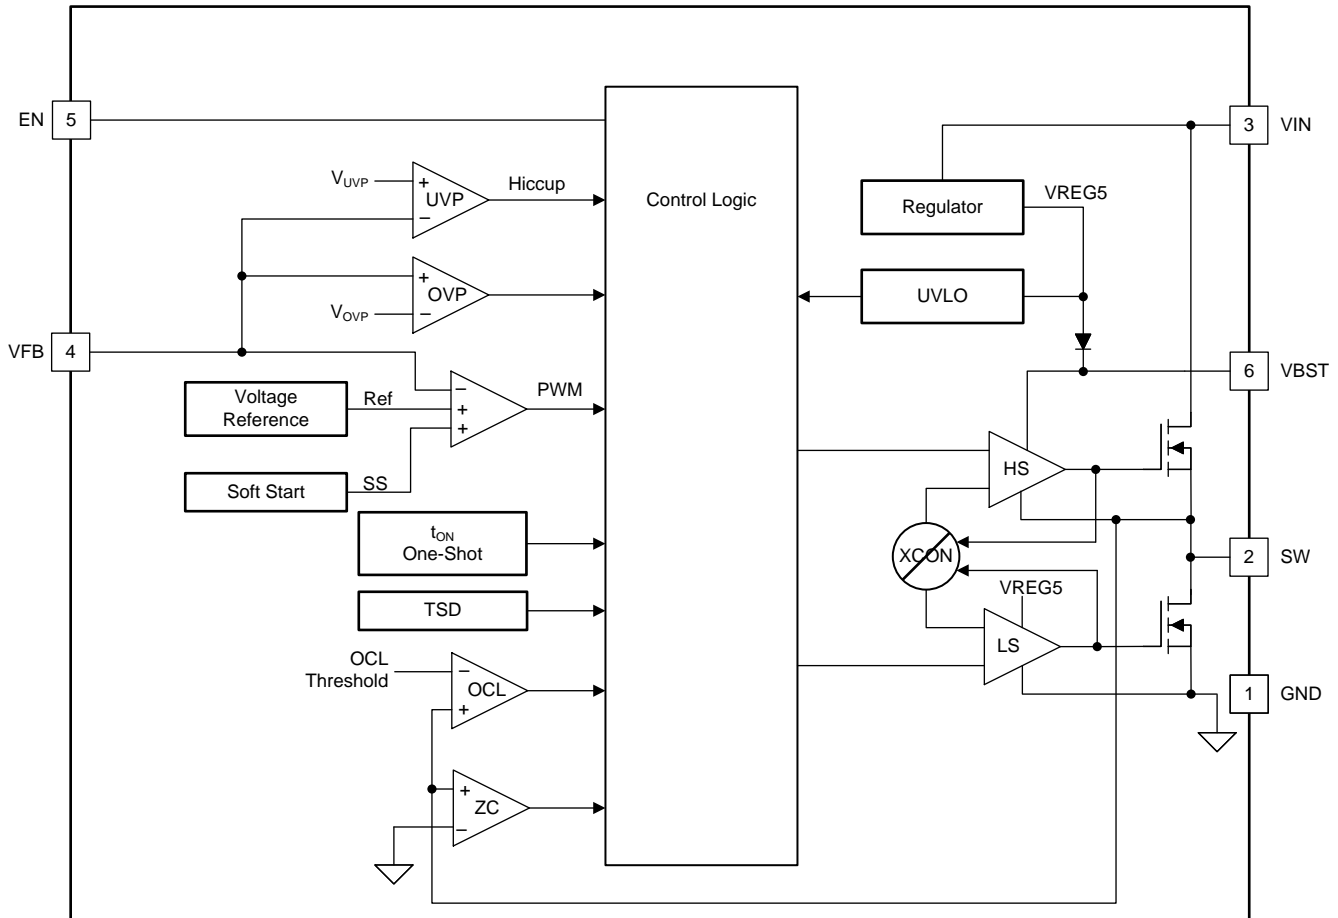 EN 5
3 VIN
VUVP + UVP −
Hiccup
Control Logic
Regulator
VREG5
+ OVP
VOVP −
UVLO
VFB 4
6 VBST
Voltage
Reference
Ref
−
+
+
PWM
Soft Start
SS
HS
tON
One-Shot
XCON
2 SW
TSD
VREG5
LS
OCL
Threshold
− OCL
+
1 GND
+ ZC
−